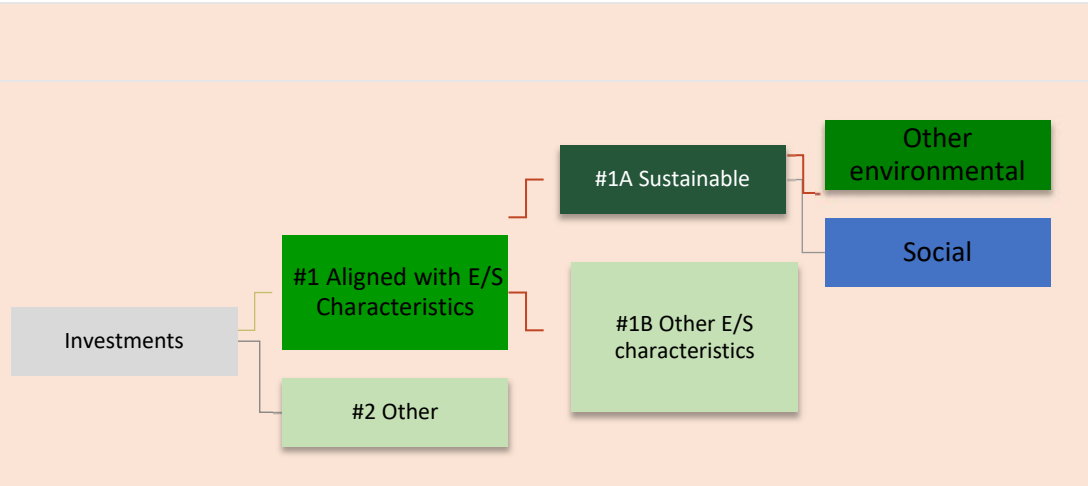 Investments
#1 Aligned with E/S
Characteristics
#2 Other
#1A Sustainable
#1B Other E/S
characteristics
Other
environmental
Social